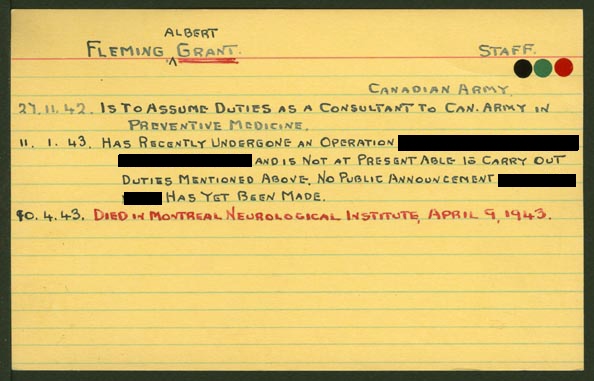 ALBERT
FLEMING GRANT. STAFF.
CANADIAN ARMY.
27.11.42. IS TO ASSUME DUTIES AS A CONSULTANT TO CAN. ARMY IN
PREVENTIVE MEDICINE.
11.1.43. HAS RECENTLY UNDERGONE AN OPERATION
AND IS NOT AT PRESENT ABLE TO CARRY OUT
DUTIES MENTIONED ABOVE. NO PUBLIC ANNOUNCEMENT
HAS YET BEEN MADE.
10.4.43. DIED IN MONTREAL NEUROLOGICAL INSTITUTE, APRIL 9, 1943.